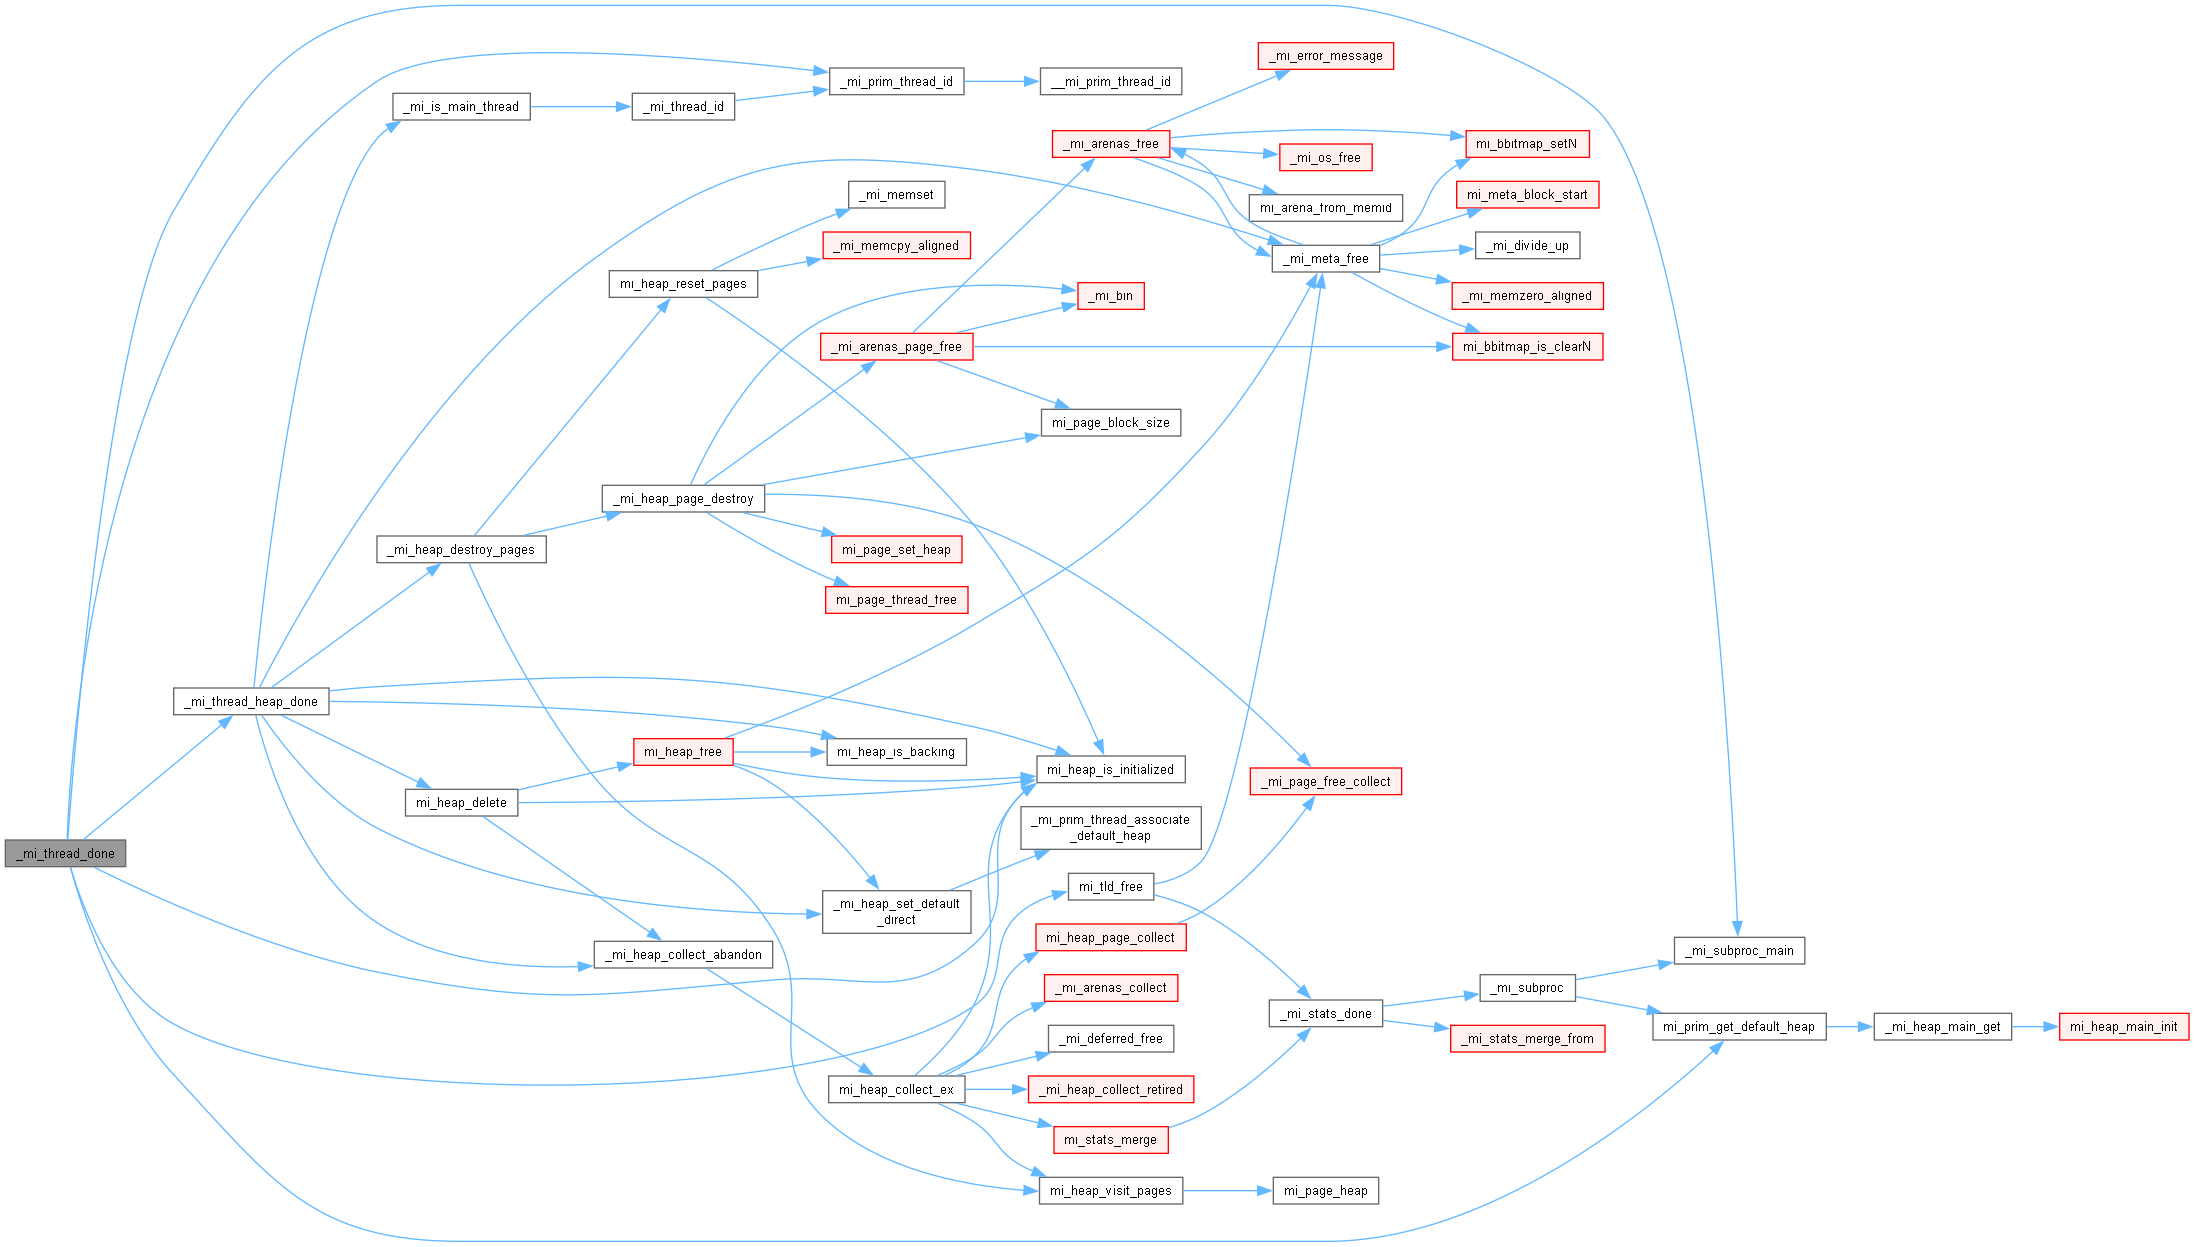 _mi_error_message
_mi_prim_thread_id
__mi_prim_thread_id
_mi_is_main_thread
_mi_thread_id
_mi_arenas_free
mi_bbitmap_setN
_mi_os_free
_mi_memset
mi_meta_block_start
mi_arena_from_memid
_mi_memcpy_aligned
_mi_divide_up
_mi_meta_free
mi_heap_reset_pages
_mi_bin
_mi_memzero_aligned
_mi_arenas_page_free
mi_bbitmap_is_clearN
mi_page_block_size
_mi_heap_page_destroy
_mi_heap_destroy_pages
mi_page_set_heap
mi_page_thread_free
_mi_thread_heap_done
mi_heap_free
mi_heap_is_backing
mi_heap_is_initialized
_mi_page_free_collect
mi_heap_delete
_mi_prim_thread_associate
_default_heap
_mi_thread_done
mi_tld_free
_mi_heap_set_default
_direct
mi_heap_page_collect
_mi_heap_collect_abandon
_mi_subproc_main
_mi_arenas_collect
_mi_subproc
_mi_stats_done
mi_prim_get_default_heap
_mi_heap_main_get
mi_heap_main_init
_mi_deferred_free
_mi_stats_merge_from
mi_heap_collect_ex
_mi_heap_collect_retired
mi_stats_merge
mi_heap_visit_pages
mi_page_heap